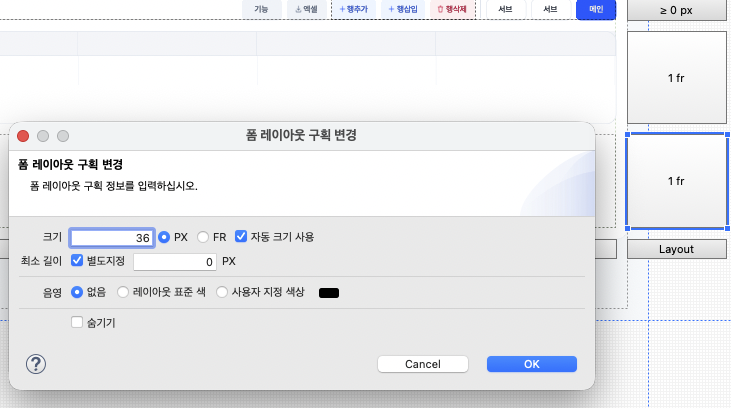 기능 엑셀 +행추가 +행삽입 행삭제 서브 서브 메인 ≥ 0 px
1 fr
폼 레이아웃 구획 변경
폼 레이아웃 구획 변경
폼 레이아웃 구획 정보를 입력하십시오.
1 fr
크기 36 PX FR 자동 크기 사용
Layout
최소 길이 별도지정 0 PX
음영 없음 레이아웃 표준 색 사용자 지정 색상
숨기기
? Cancel OK